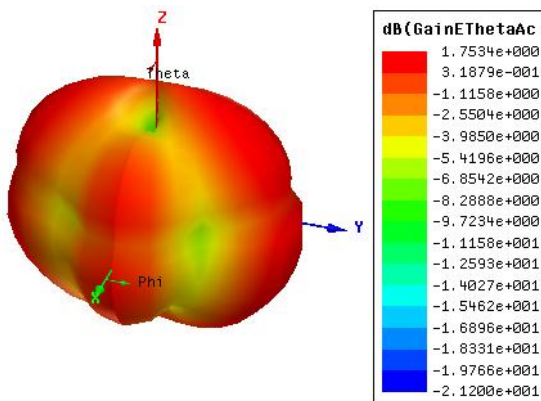 Z
Theta
Y
Phi
X
dB(GainEThetaAc
1.7534e+000
3.1879e-001
-1.1158e+000
-2.5504e+000
-3.9850e+000
-5.4196e+000
-6.8542e+000
-8.2888e+000
-9.7234e+000
-1.1158e+001
-1.2593e+001
-1.4027e+001
-1.5462e+001
-1.6896e+001
-1.8331e+001
-1.9766e+001
-2.1200e+001